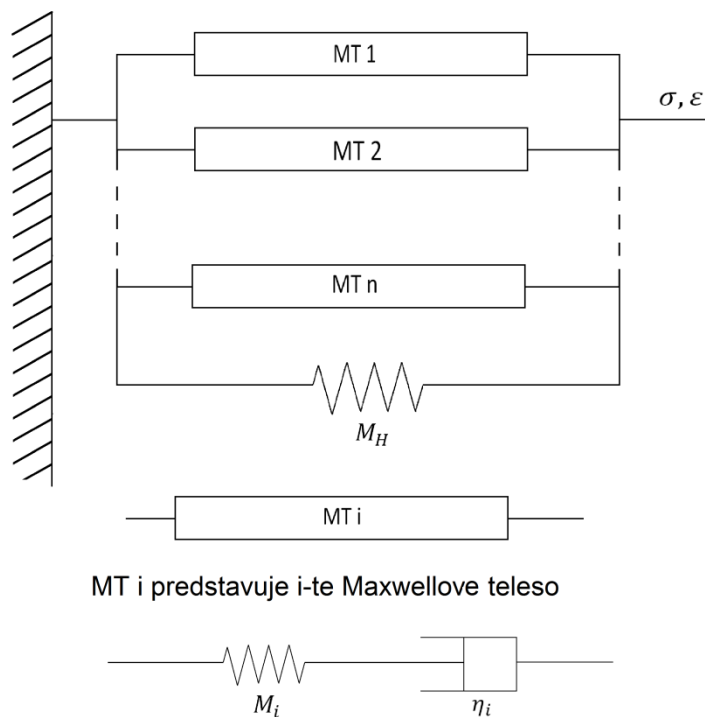 MT 1
σ, ε
MT 2
MT n
M_H
MT i
MT i predstavuje i-te Maxwellove teleso
M_i
η_i